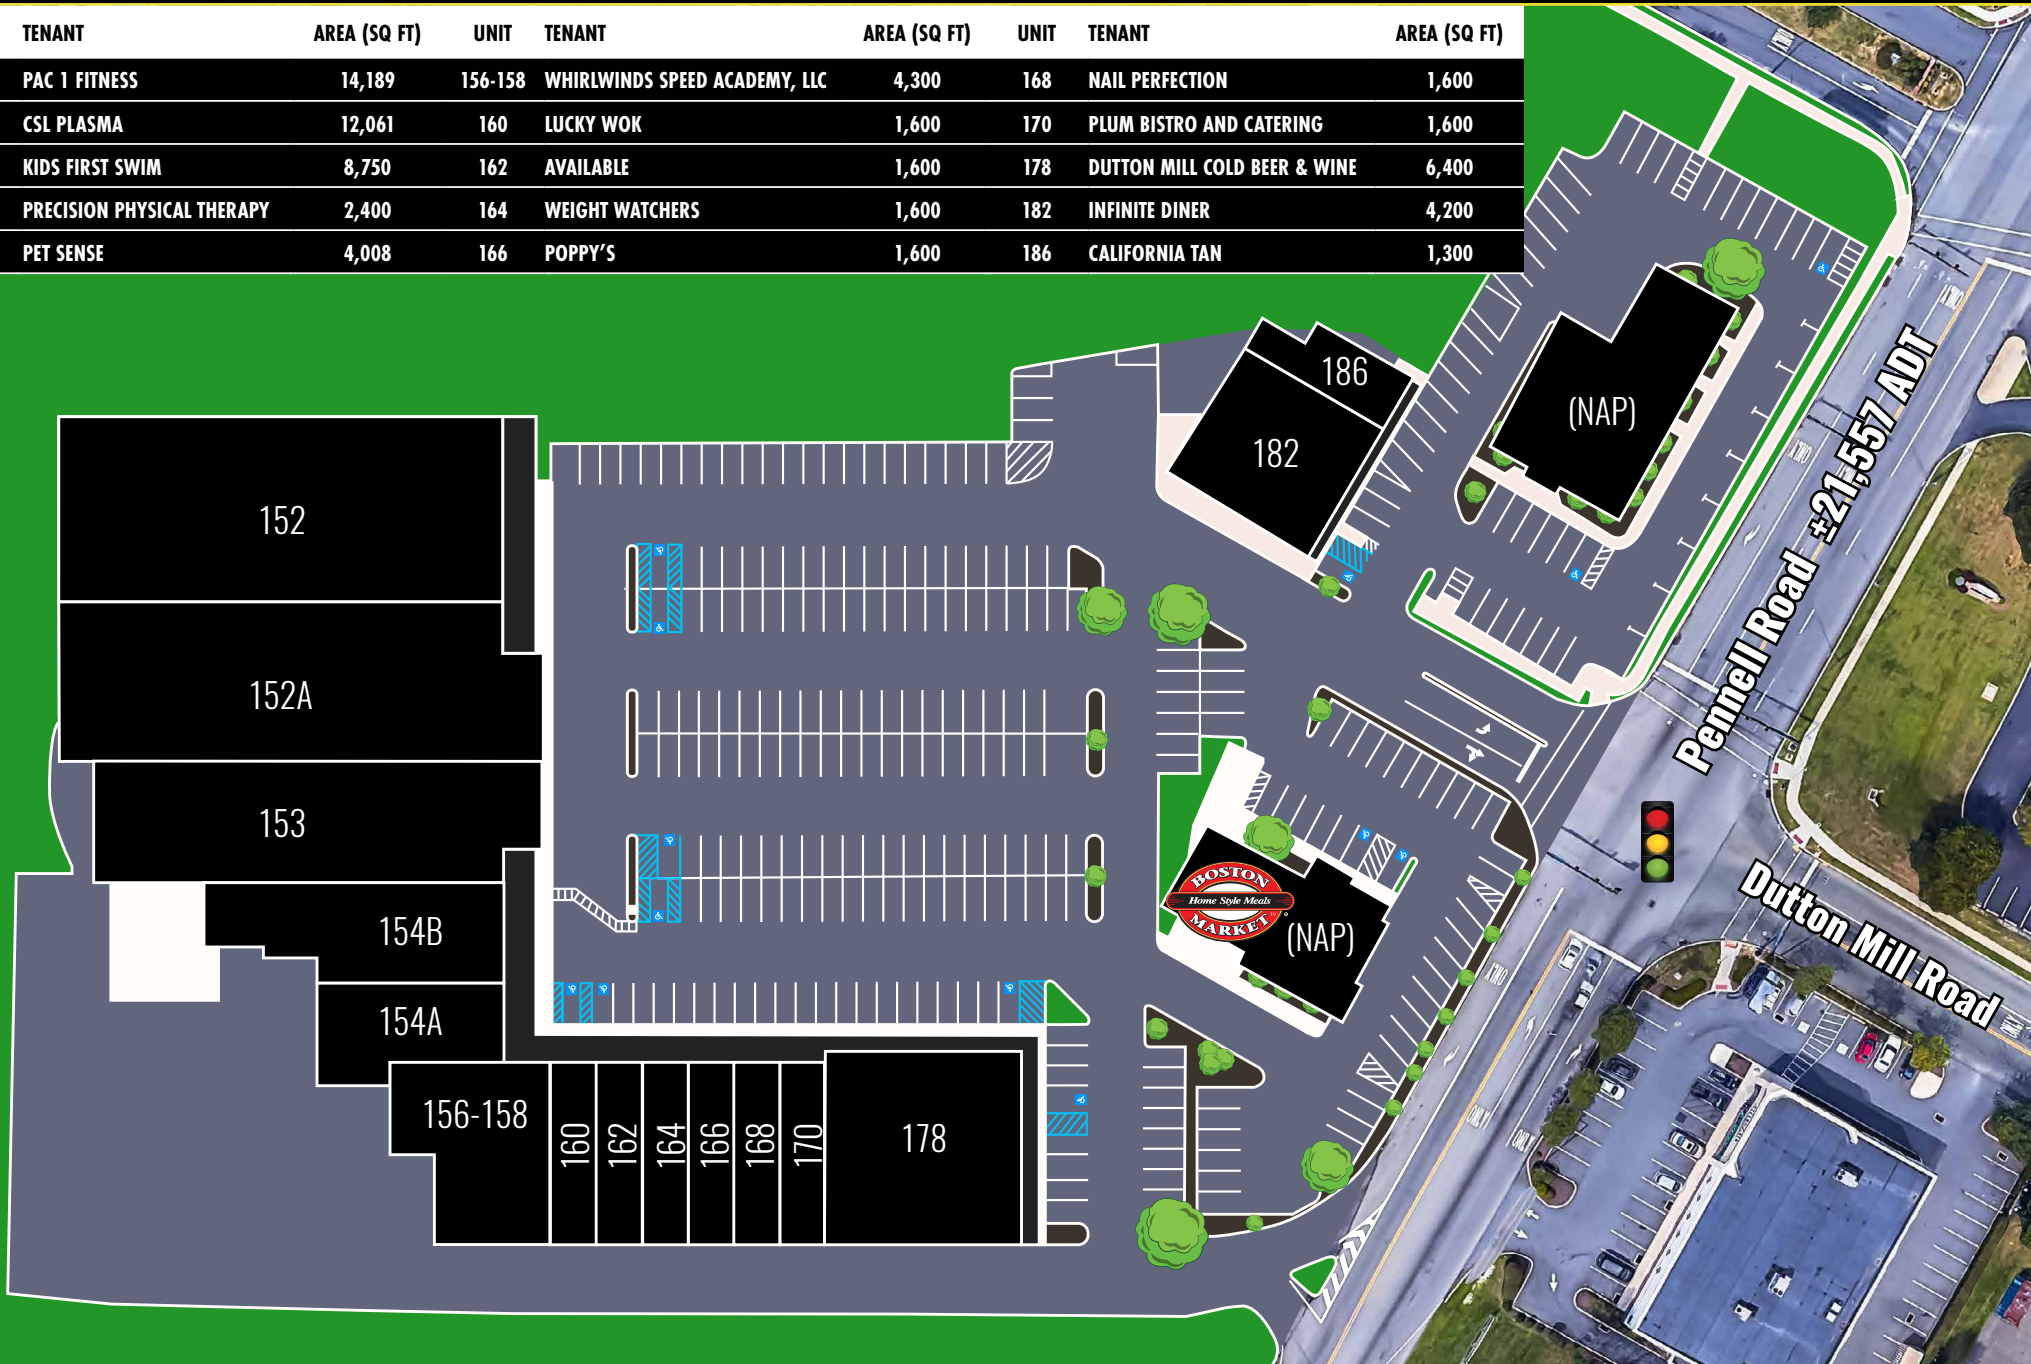 TENANT AREA (SQ FT) UNIT TENANT AREA (SQ FT) UNIT TENANT AREA (SQ FT)
PAC 1 FITNESS 14,189 156-158 WHIRLWINDS SPEED ACADEMY, LLC 4,300 168 NAIL PERFECTION 1,600
CSL PLASMA 12,061 160 LUCKY WOK 1,600 170 PLUM BISTRO AND CATERING 1,600
KIDS FIRST SWIM 8,750 162 AVAILABLE 1,600 178 DUTTON MILL COLD BEER & WINE 6,400
PRECISION PHYSICAL THERAPY 2,400 164 WEIGHT WATCHERS 1,600 182 INFINITE DINER 4,200
PET SENSE 4,008 166 POPPY'S 1,600 186 CALIFORNIA TAN 1,300
186
(NAP)
182
152
152A
153
154B
154A
156-158
160
162
164
166
168
170
178
BOSTON
Home Style Meals
MARKET
(NAP)
Pennell Road ±21,557 ADT
Dutton Mill Road
ONLY
ONLY
ONLY
ONLY
ONLY
ONLY